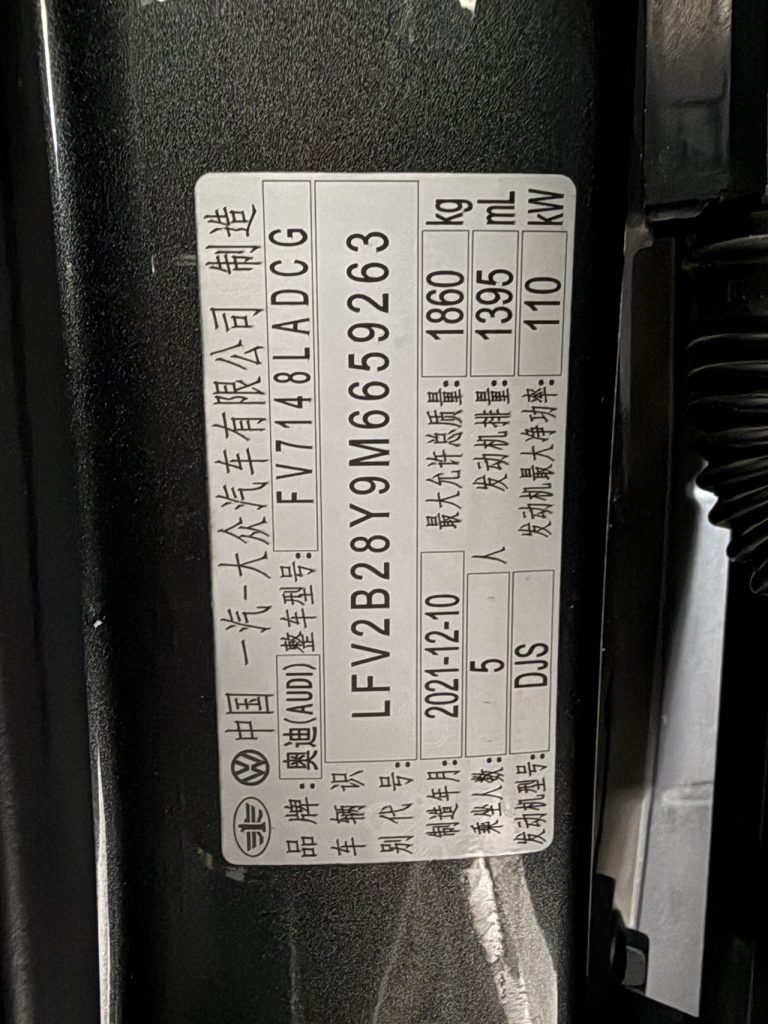 中国 一汽-大众汽车有限公司 制造
品牌: 奥迪(AUDI) 整车型号: FV7148LADCG
车辆识别代号: LFV2B28Y9M6659263
制造年月: 2021-12-10 最大允许总质量: 1860 kg
乘坐人数: 5 人 发动机排量: 1395 mL
发动机型号: DJS 发动机最大净功率: 110 kW